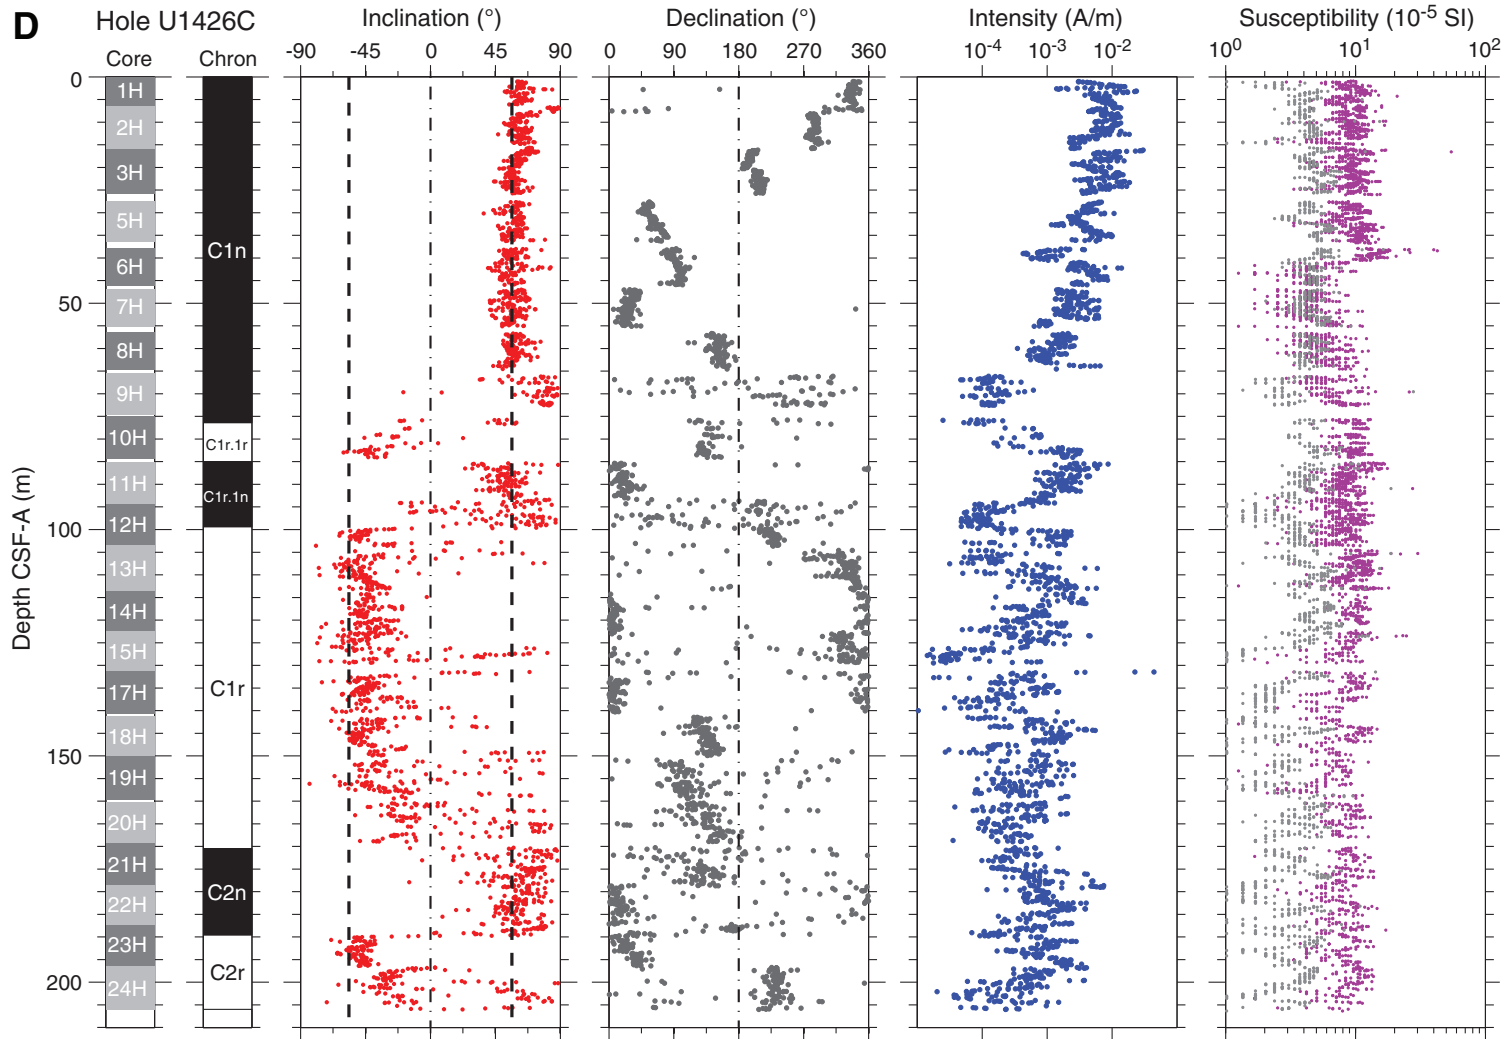 D
Hole U1426C
Inclination (°)
Declination (°)
Intensity (A/m)
Susceptibility (10-5 SI)
Core
Chron
-90 -45 0 45 90
0 90 180 270 360
10-4 10-3 10-2
100 101 102
Depth CSF-A (m)
0
50
100
150
200
1H
2H
3H
5H
6H
7H
8H
9H
10H
11H
12H
13H
14H
15H
17H
18H
19H
20H
21H
22H
23H
24H
C1n
C1r.1r
C1r.1n
C1r
C2n
C2r